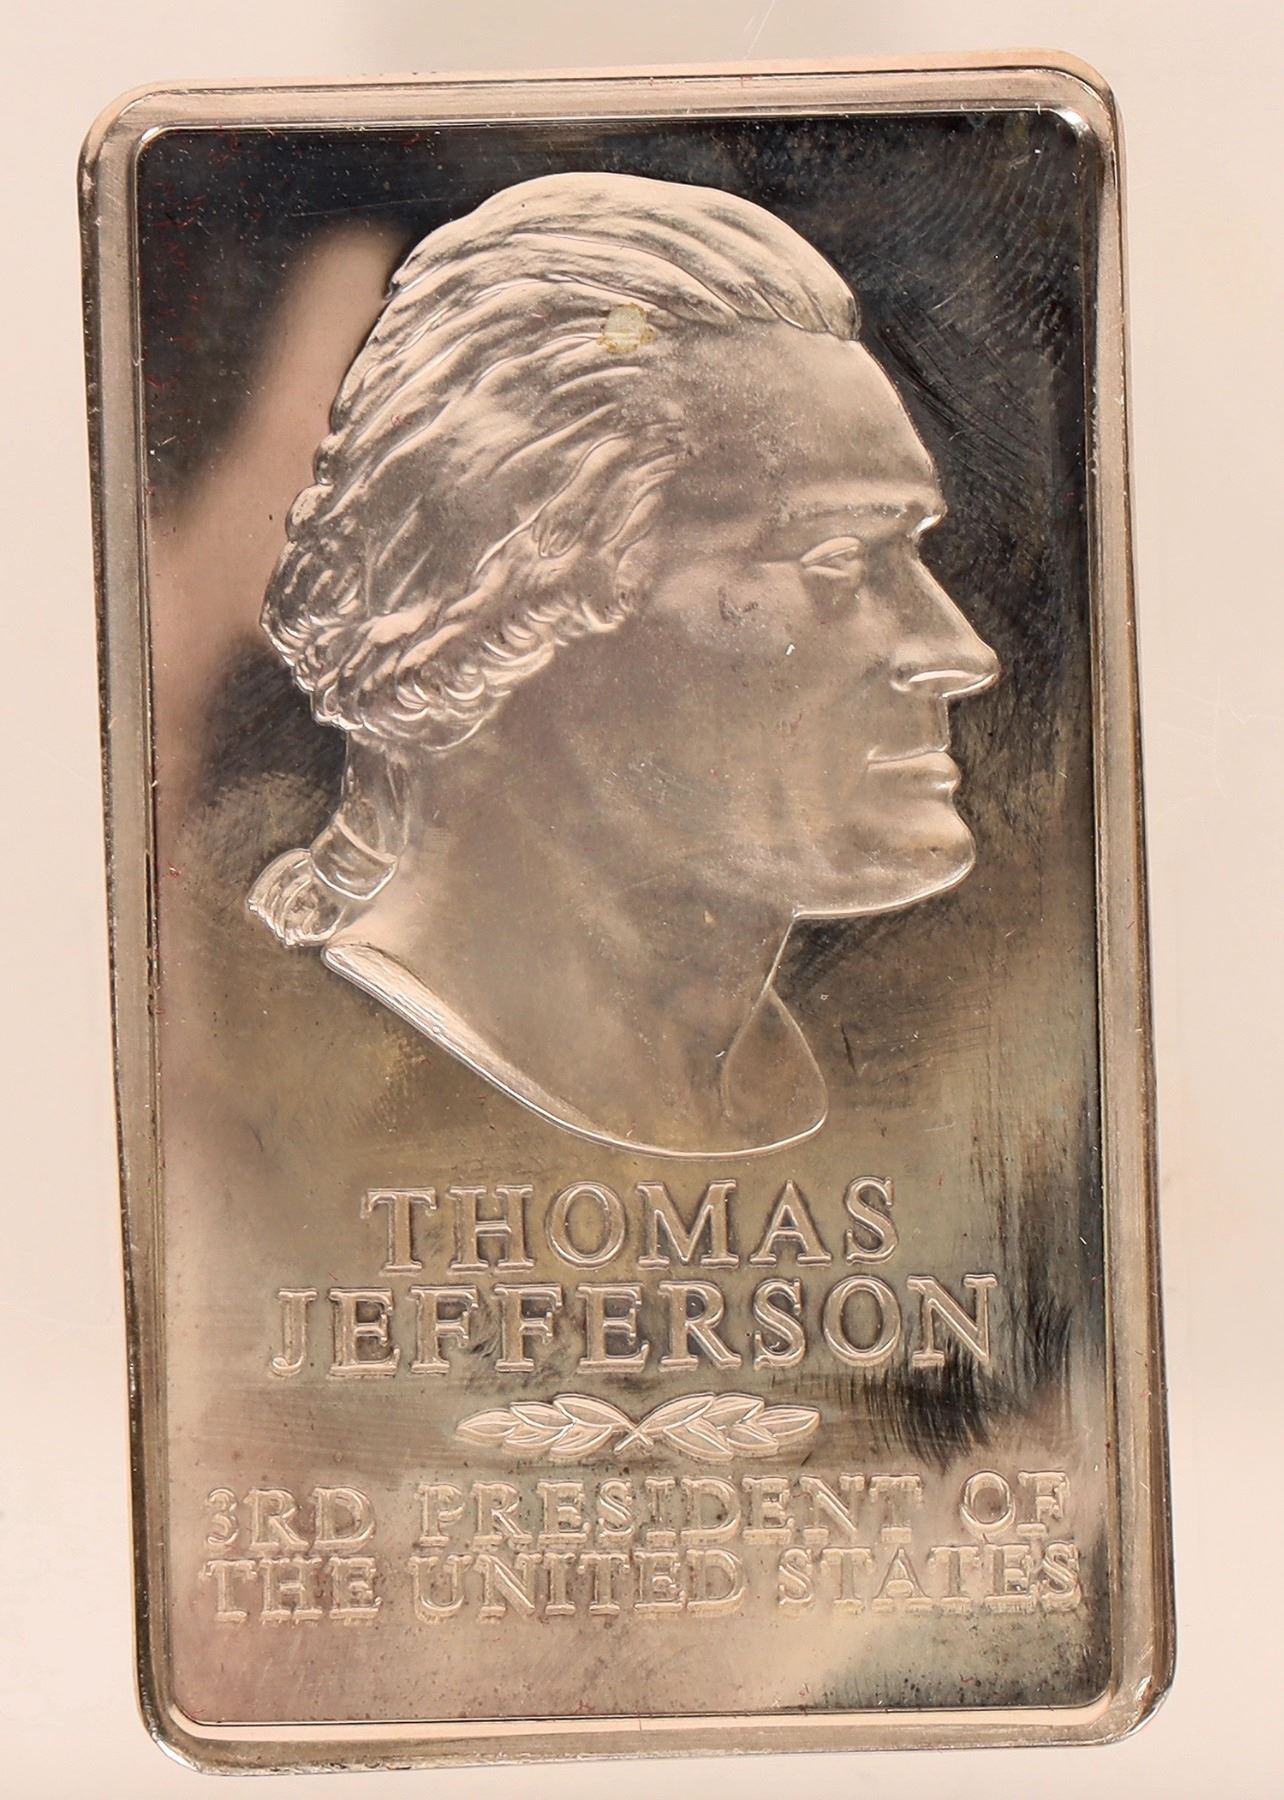 THOMAS
JEFFERSON
3RD PRESIDENT OF
THE UNITED STATES